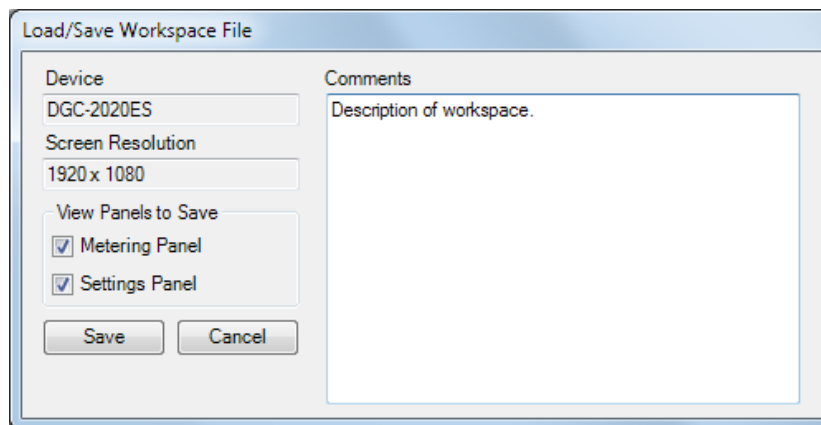 Load/Save Workspace File
Device
DGC-2020ES
Screen Resolution
1920 x 1080
View Panels to Save
Metering Panel
Settings Panel
Save
Cancel
Comments
Description of workspace.